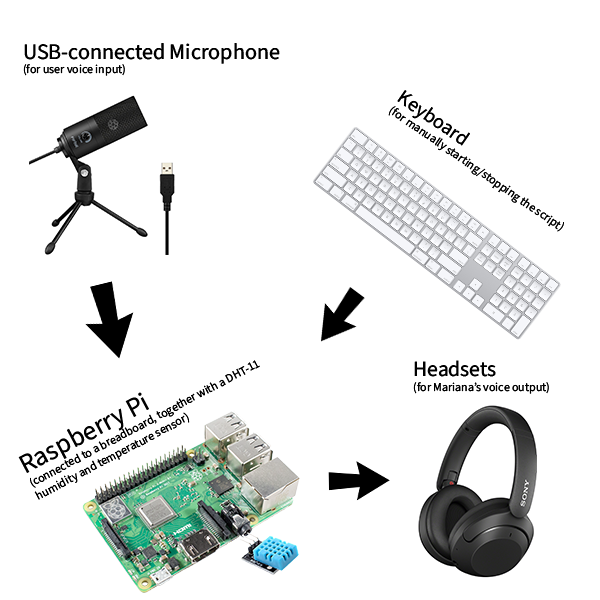 USB-connected Microphone
(for user voice input)
Keyboard
(for manually starting/stopping the script)
Headsets
(for Mariana's voice output)
Raspberry Pi
(connected to a breadboard, together with a DHT-11
humidity and temperature sensor)
HDMI
SONY